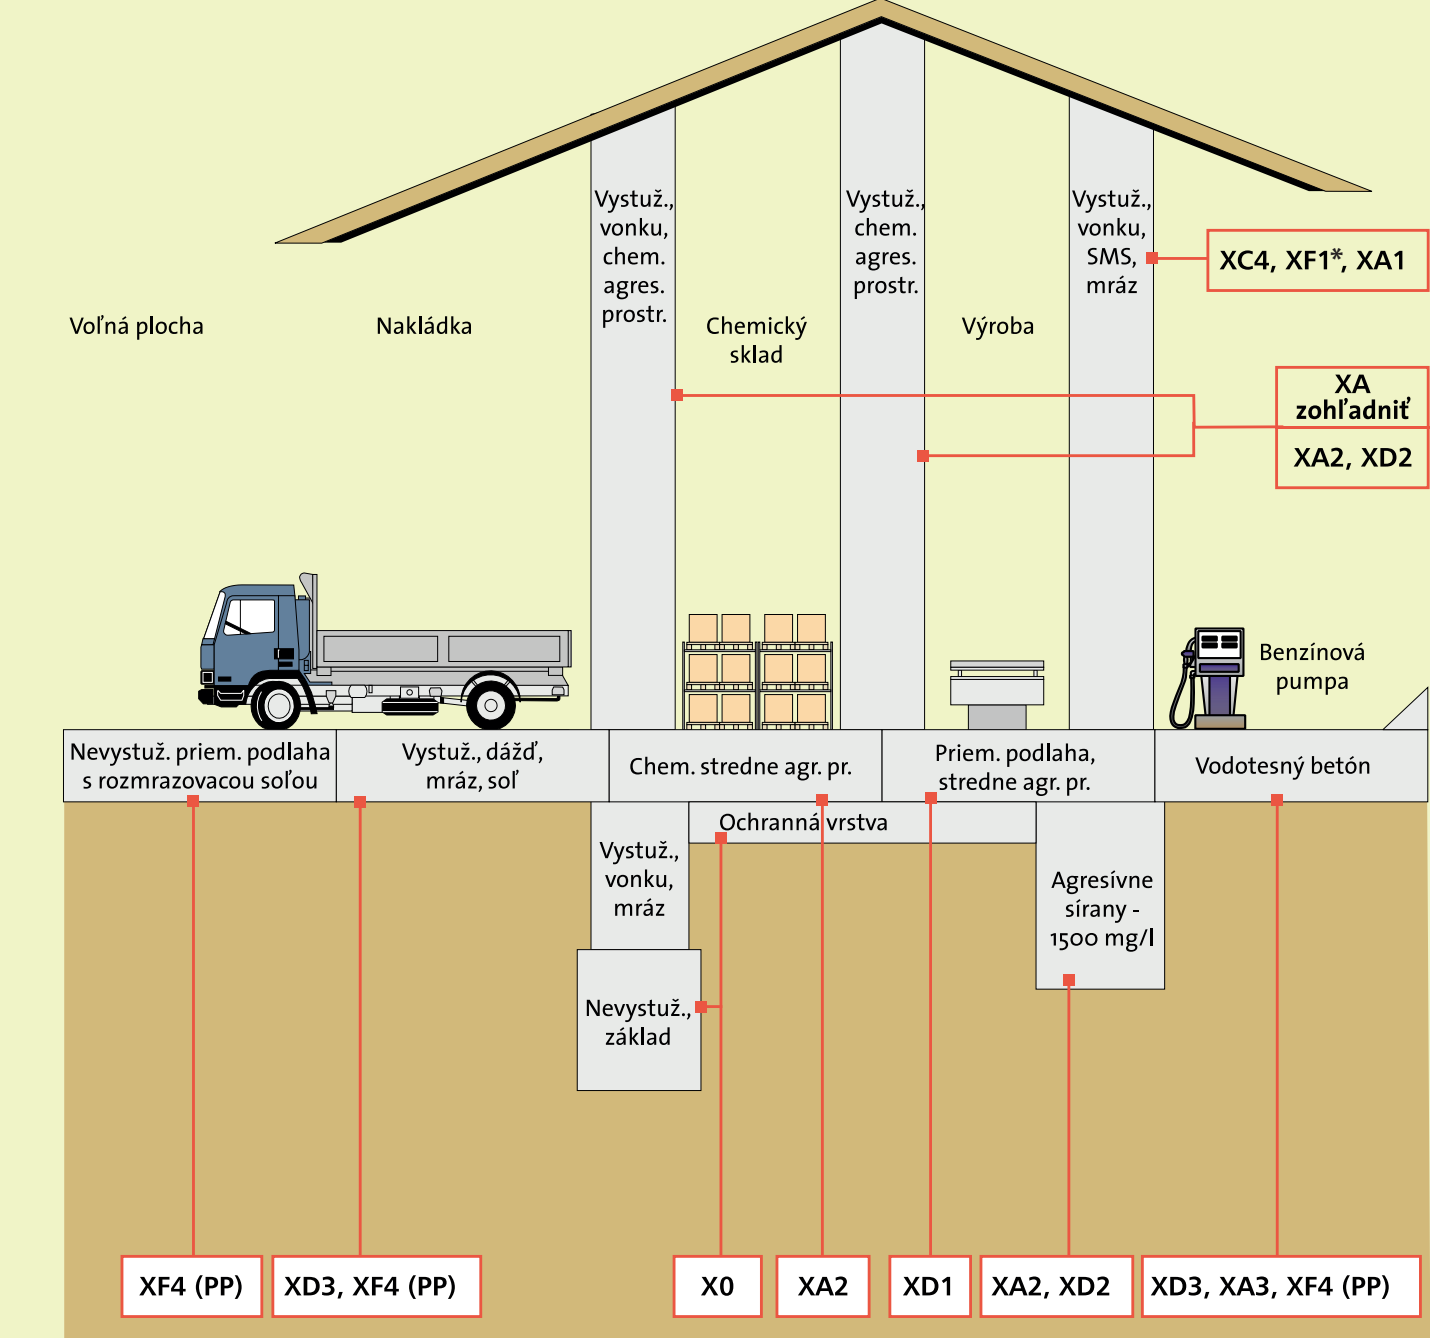 Vystuž.,
vonku,
chem.
agres.
prostr.
Vystuž.,
chem.
agres.
prostr.
Vystuž.,
vonku,
SMS,
mráz
XC4, XF1*, XA1
Voľná plocha
Nakládka
Chemický
sklad
Výroba
XA
zohľadniť
XA2, XD2
Benzínová
pumpa
Nevystuž. priem. podlaha
s rozmrazovacou soľou
Vystuž., dážď,
mráz, soľ
Chem. stredne agr. pr.
Priem. podlaha,
stredne agr. pr.
Vodotesný betón
Ochranná vrstva
Vystuž.,
vonku,
mráz
Agresívne
sírany -
1500 mg/l
Nevystuž.,
základ
XF4 (PP)
XD3, XF4 (PP)
X0
XA2
XD1
XA2, XD2
XD3, XA3, XF4 (PP)